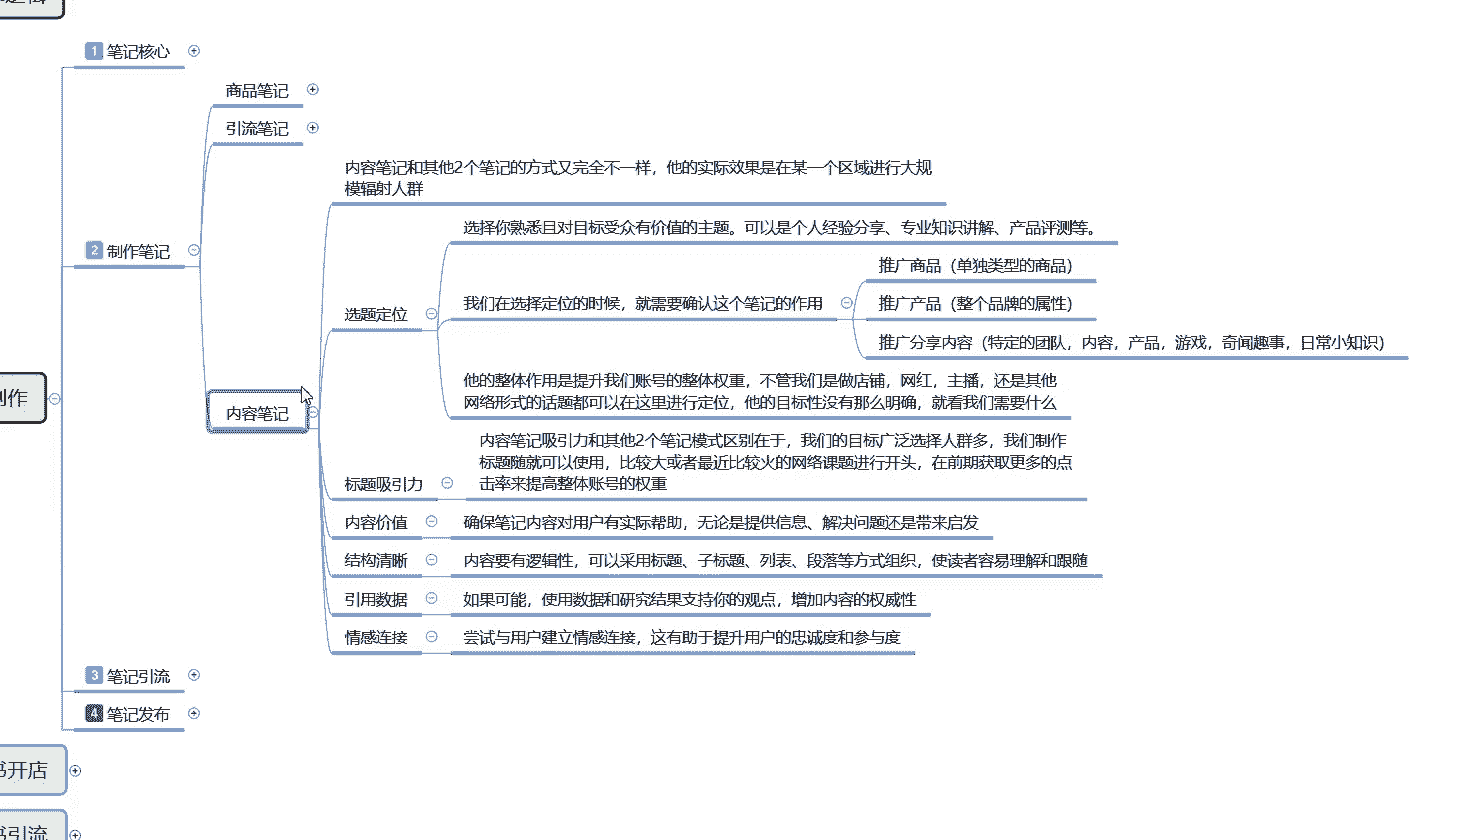 1 笔记核心
商品笔记
引流笔记
内容笔记和其他2个笔记的方式又完全不一样，他的实际效果是在某一个区域进行大规
模辐射人群
选择你熟悉且对目标受众有价值的主题。可以是个人经验分享、专业知识讲解、产品评测等。
2 制作笔记
推广商品（单独类型的商品）
选题定位
我们在选择定位的时候，就需要确认这个笔记的作用
推广产品（整个品牌的属性）
推广分享内容（特定的团队，内容，产品，游戏，奇闻趣事，日常小知识）
他的整体作用是提升我们账号的整体权重，不管我们是做店铺，网红，主播，还是其他
网络形式的话题都可以在这里进行定位，他的目标性没有那么明确，就看我们需要什么
作
内容笔记
内容笔记吸引力和其他2个笔记模式区别在于，我们的目标广泛选择人群多，我们制作
标题随就可以使用，比较大或者最近比较火的网络课题进行开头，在前期获取更多的点
击率来提高整体账号的权重
标题吸引力
内容价值
确保笔记内容对用户有实际帮助，无论是提供信息、解决问题还是带来启发
结构清晰
内容要有逻辑性，可以采用标题、子标题、列表、段落等方式组织，使读者容易理解和跟随
引用数据
如果可能，使用数据和研究结果支持你的观点，增加内容的权威性
情感连接
尝试与用户建立情感连接，这有助于提升用户的忠诚度和参与度
3 笔记引流
4 笔记发布
书开店
书引流